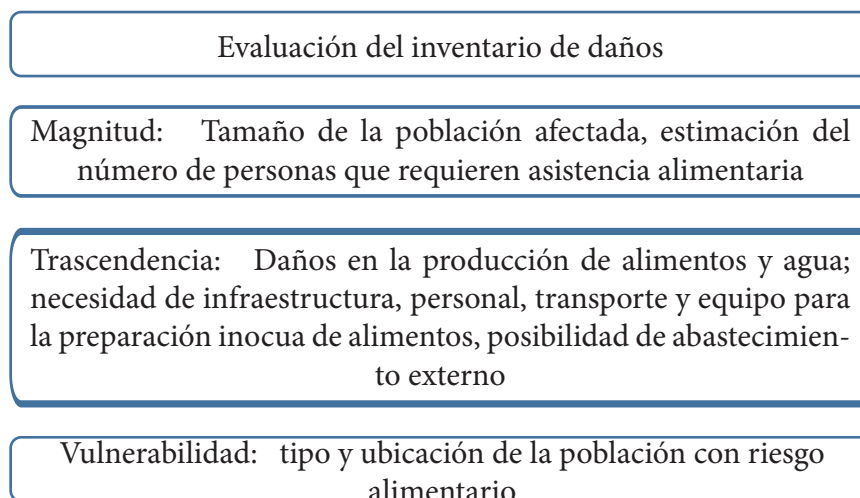 Evaluación del inventario de daños
Magnitud: Tamaño de la población afectada, estimación del
número de personas que requieren asistencia alimentaria
Trascendencia: Daños en la producción de alimentos y agua;
necesidad de infraestructura, personal, transporte y equipo para
la preparación inocua de alimentos, posibilidad de abastecimien-
to externo
Vulnerabilidad: tipo y ubicación de la población con riesgo
alimentario